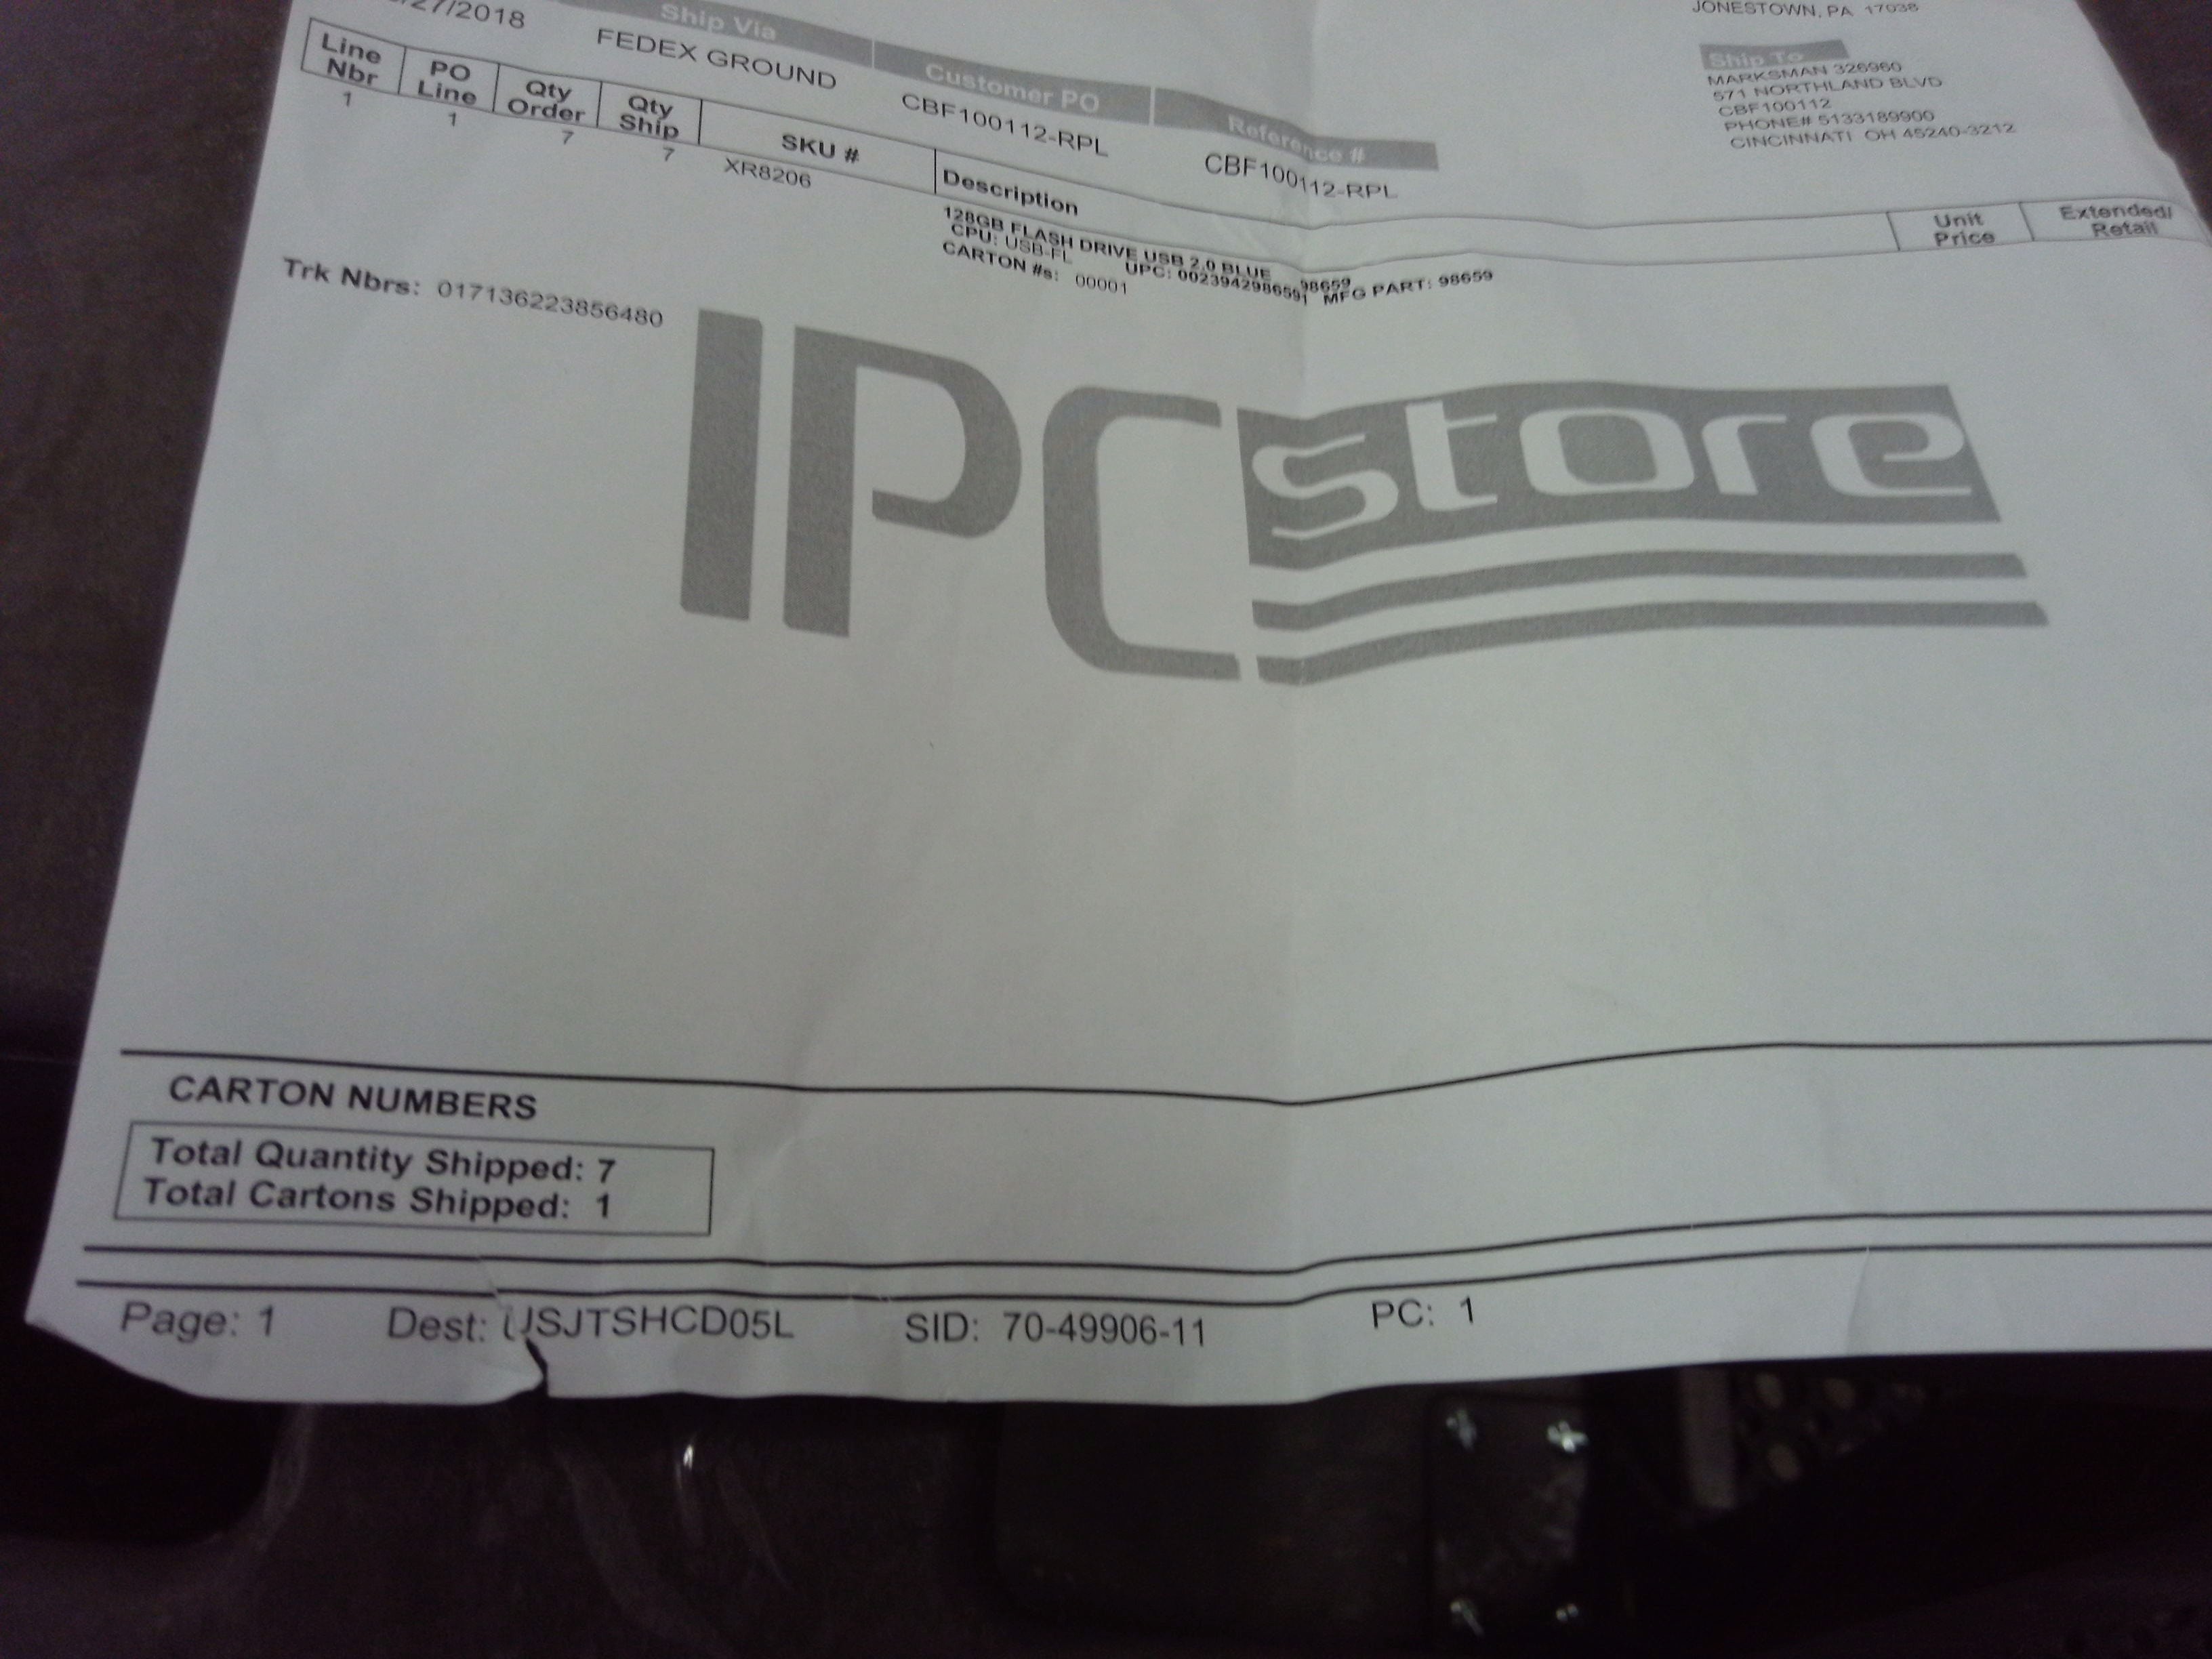 JONESTOWN, PA 17038
Ship To
MARKSMAN 326960
571 NORTHLAND BLVD
CBF100112
PHONE# 5133189900
CINCINNATI OH 45240-3212
/27/2018
Ship Via
FEDEX GROUND
Customer PO
CBF100112-RPL
Reference #
CBF100112-RPL
Line Nbr PO Line Qty Order Qty Ship SKU # Description Unit Price Extended/ Retail
1 1 7 7 XR8206 128GB FLASH DRIVE USB 2.0 BLUE 98659
CPU: USB-FL UPC: 0023942986591 MFG PART: 98659
CARTON #s: 00001
Trk Nbrs: 017136223856480
IPCstore
CARTON NUMBERS
Total Quantity Shipped: 7
Total Cartons Shipped: 1
Page: 1 Dest: USJTSHCD05L SID: 70-49906-11 PC: 1